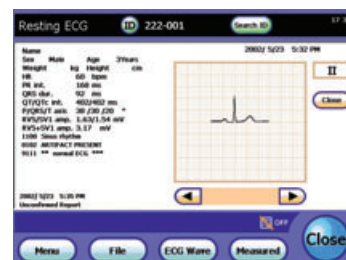 Resting ECG ID 222-001 Search ID 17 3
Name 2002/ 5/23 5:32 PM
Sex Male Age 3Years
Weight kg Height cm
HR 60 bpm
PR int. 168 ms
QRS dur. 92 ms
QT/QTc int. 402/402 ms
P/QRS/T axis 38 /30 /20 °
RV5/SV1 amp. 1.63/1.54 mV
RV5+SV1 amp. 3.17 mV
1100 Sinus rhythm
0102 ARTIFACT PRESENT
9111 ** normal ECG ***
II
Close
2002/ 5/23 5:35 PM
Unconfirmed Report
OFF
Menu File ECG Wave Measured Close